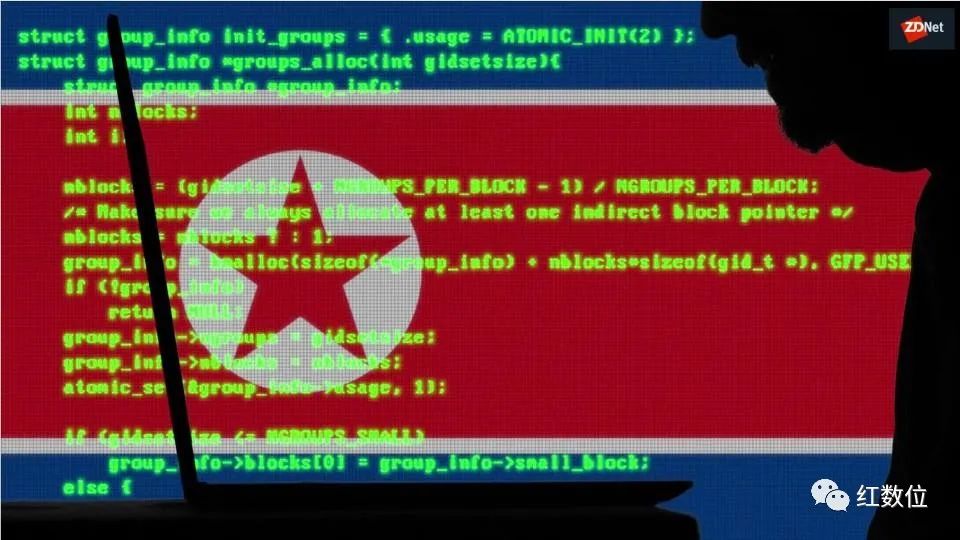 struct group_info init_groups = { .usage = ATOMIC_INIT(2) };
ZDNet
struct group_info *groups_alloc(int gidsetsize){
struct group_info *group_info;
int nblocks;
int i;
nblocks = (gidsetsize + NGROUPS_PER_BLOCK - 1) / NGROUPS_PER_BLOCK;
/* Make sure we always allocate at least one indirect block pointer */
nblocks = nblocks ? : 1;
group_info = kmalloc(sizeof(*group_info) + nblocks*sizeof(gid_t *), GFP_USE
if (!group_info)
return NULL;
group_info->ngroups = gidsetsize;
group_info->nblocks = nblocks;
atomic_set(&group_info->usage, 1);
if (gidsetsize <= NGROUPS_SMALL)
group_info->blocks[0] = group_info->small_block;
else {
红数位